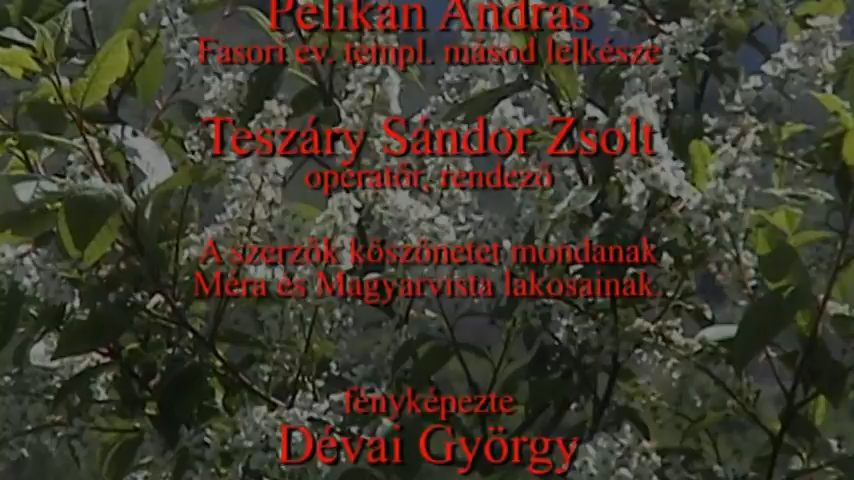 Pelikán András
Fasori ev. templ. másod lelkésze
Teszáry Sándor Zsolt
operatőr, rendező
A szerzők köszönetet mondanak
Méra és Magyarvista lakosainak.
fényképezte
Dévai György